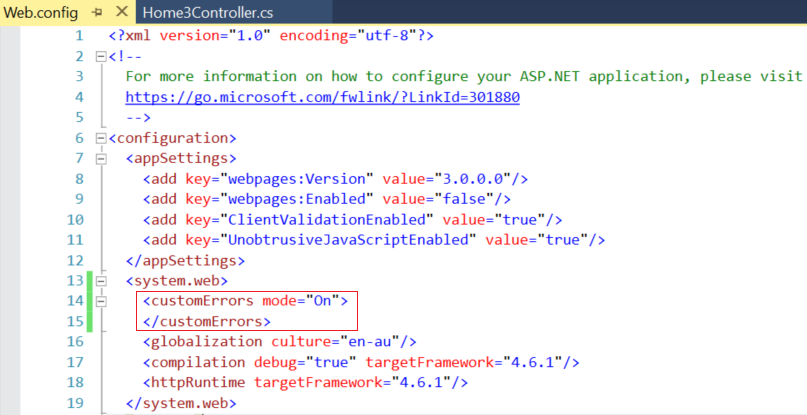 Web.config Home3Controller.cs
1 <?xml version="1.0" encoding="utf-8"?>
2 <!--
3 For more information on how to configure your ASP.NET application, please visit
4 https://go.microsoft.com/fwlink/?LinkId=301880
5 -->
6 <configuration>
7 <appSettings>
8 <add key="webpages:Version" value="3.0.0.0"/>
9 <add key="webpages:Enabled" value="false"/>
10 <add key="ClientValidationEnabled" value="true"/>
11 <add key="UnobtrusiveJavaScriptEnabled" value="true"/>
12 </appSettings>
13 <system.web>
14 <customErrors mode="On">
15 </customErrors>
16 <globalization culture="en-au"/>
17 <compilation debug="true" targetFramework="4.6.1"/>
18 <httpRuntime targetFramework="4.6.1"/>
19 </system.web>